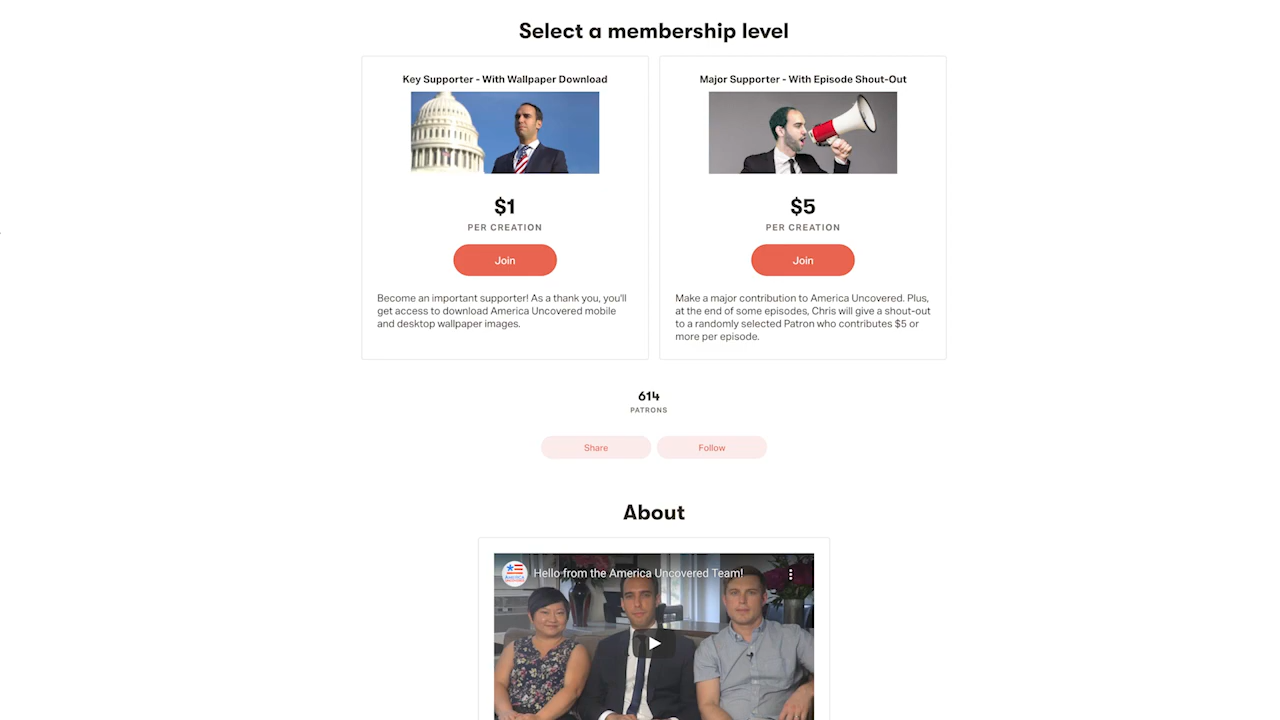 Select a membership level
Key Supporter - With Wallpaper Download
$1
PER CREATION
Join
Become an important supporter! As a thank you, you'll
get access to download America Uncovered mobile
and desktop wallpaper images.
Major Supporter - With Episode Shout-Out
$5
PER CREATION
Join
Make a major contribution to America Uncovered. Plus,
at the end of some episodes, Chris will give a shout-out
to a randomly selected Patron who contributes $5 or
more per episode.
614
PATRONS
Share
Follow
About
AMERICA
UNCOVERED
Hello from the America Uncovered Team!